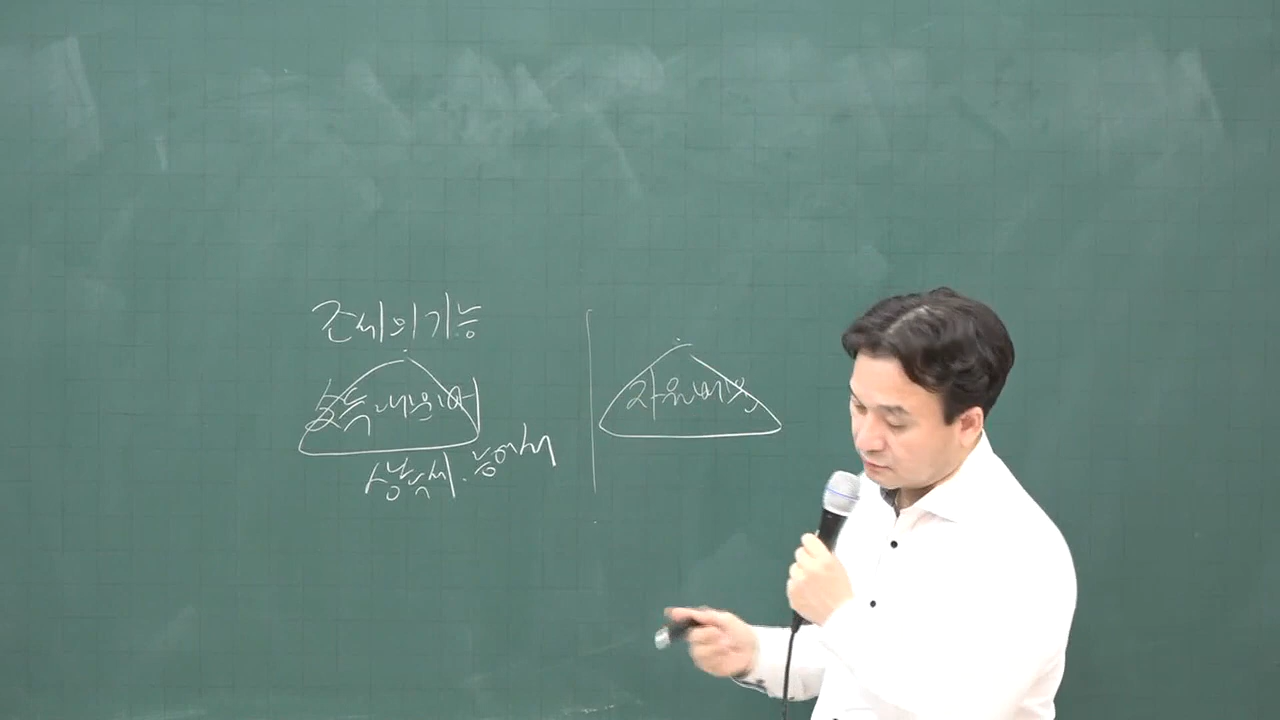 조세의 기능
소득재분배
상속세. 증여세
자원배분